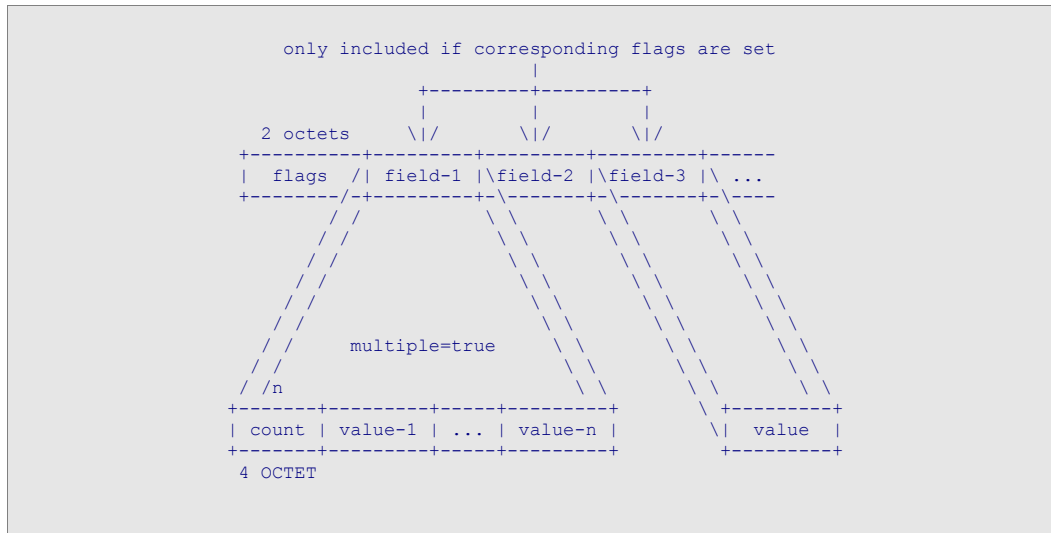 only included if corresponding flags are set
2 octets
flags field-1 field-2 field-3 ...
multiple=true
n
count value-1 ... value-n value
4 OCTET